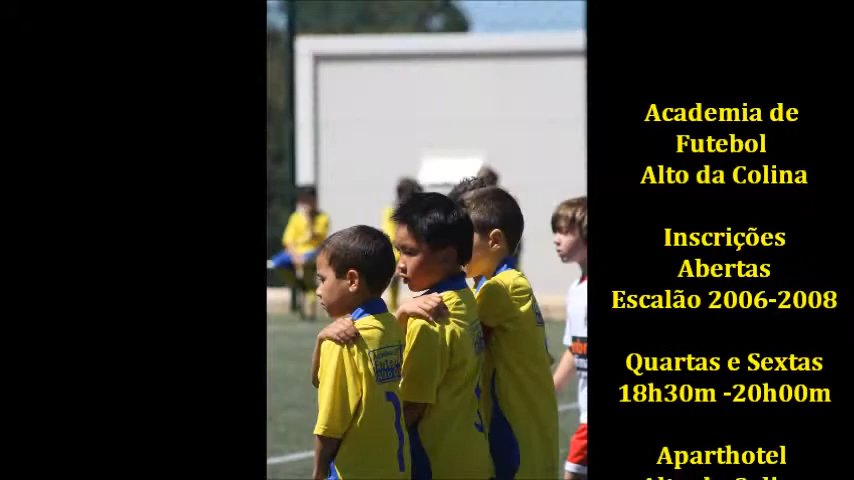 Academia de
Futebol
Alto da Colina
Inscrições
Abertas
Escalão 2006-2008
Quartas e Sextas
18h30m -20h00m
Aparthotel